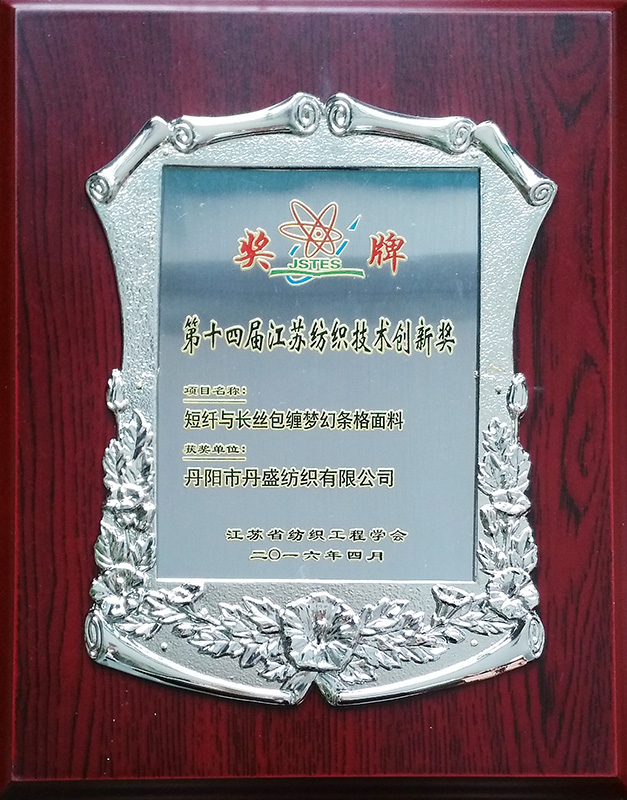 奖 JSTES 牌
第十四届江苏纺织技术创新奖
项目名称：
短纤与长丝包缠梦幻条格面料
获奖单位：
丹阳市丹盛纺织有限公司
江苏省纺织工程学会
二〇一六年四月